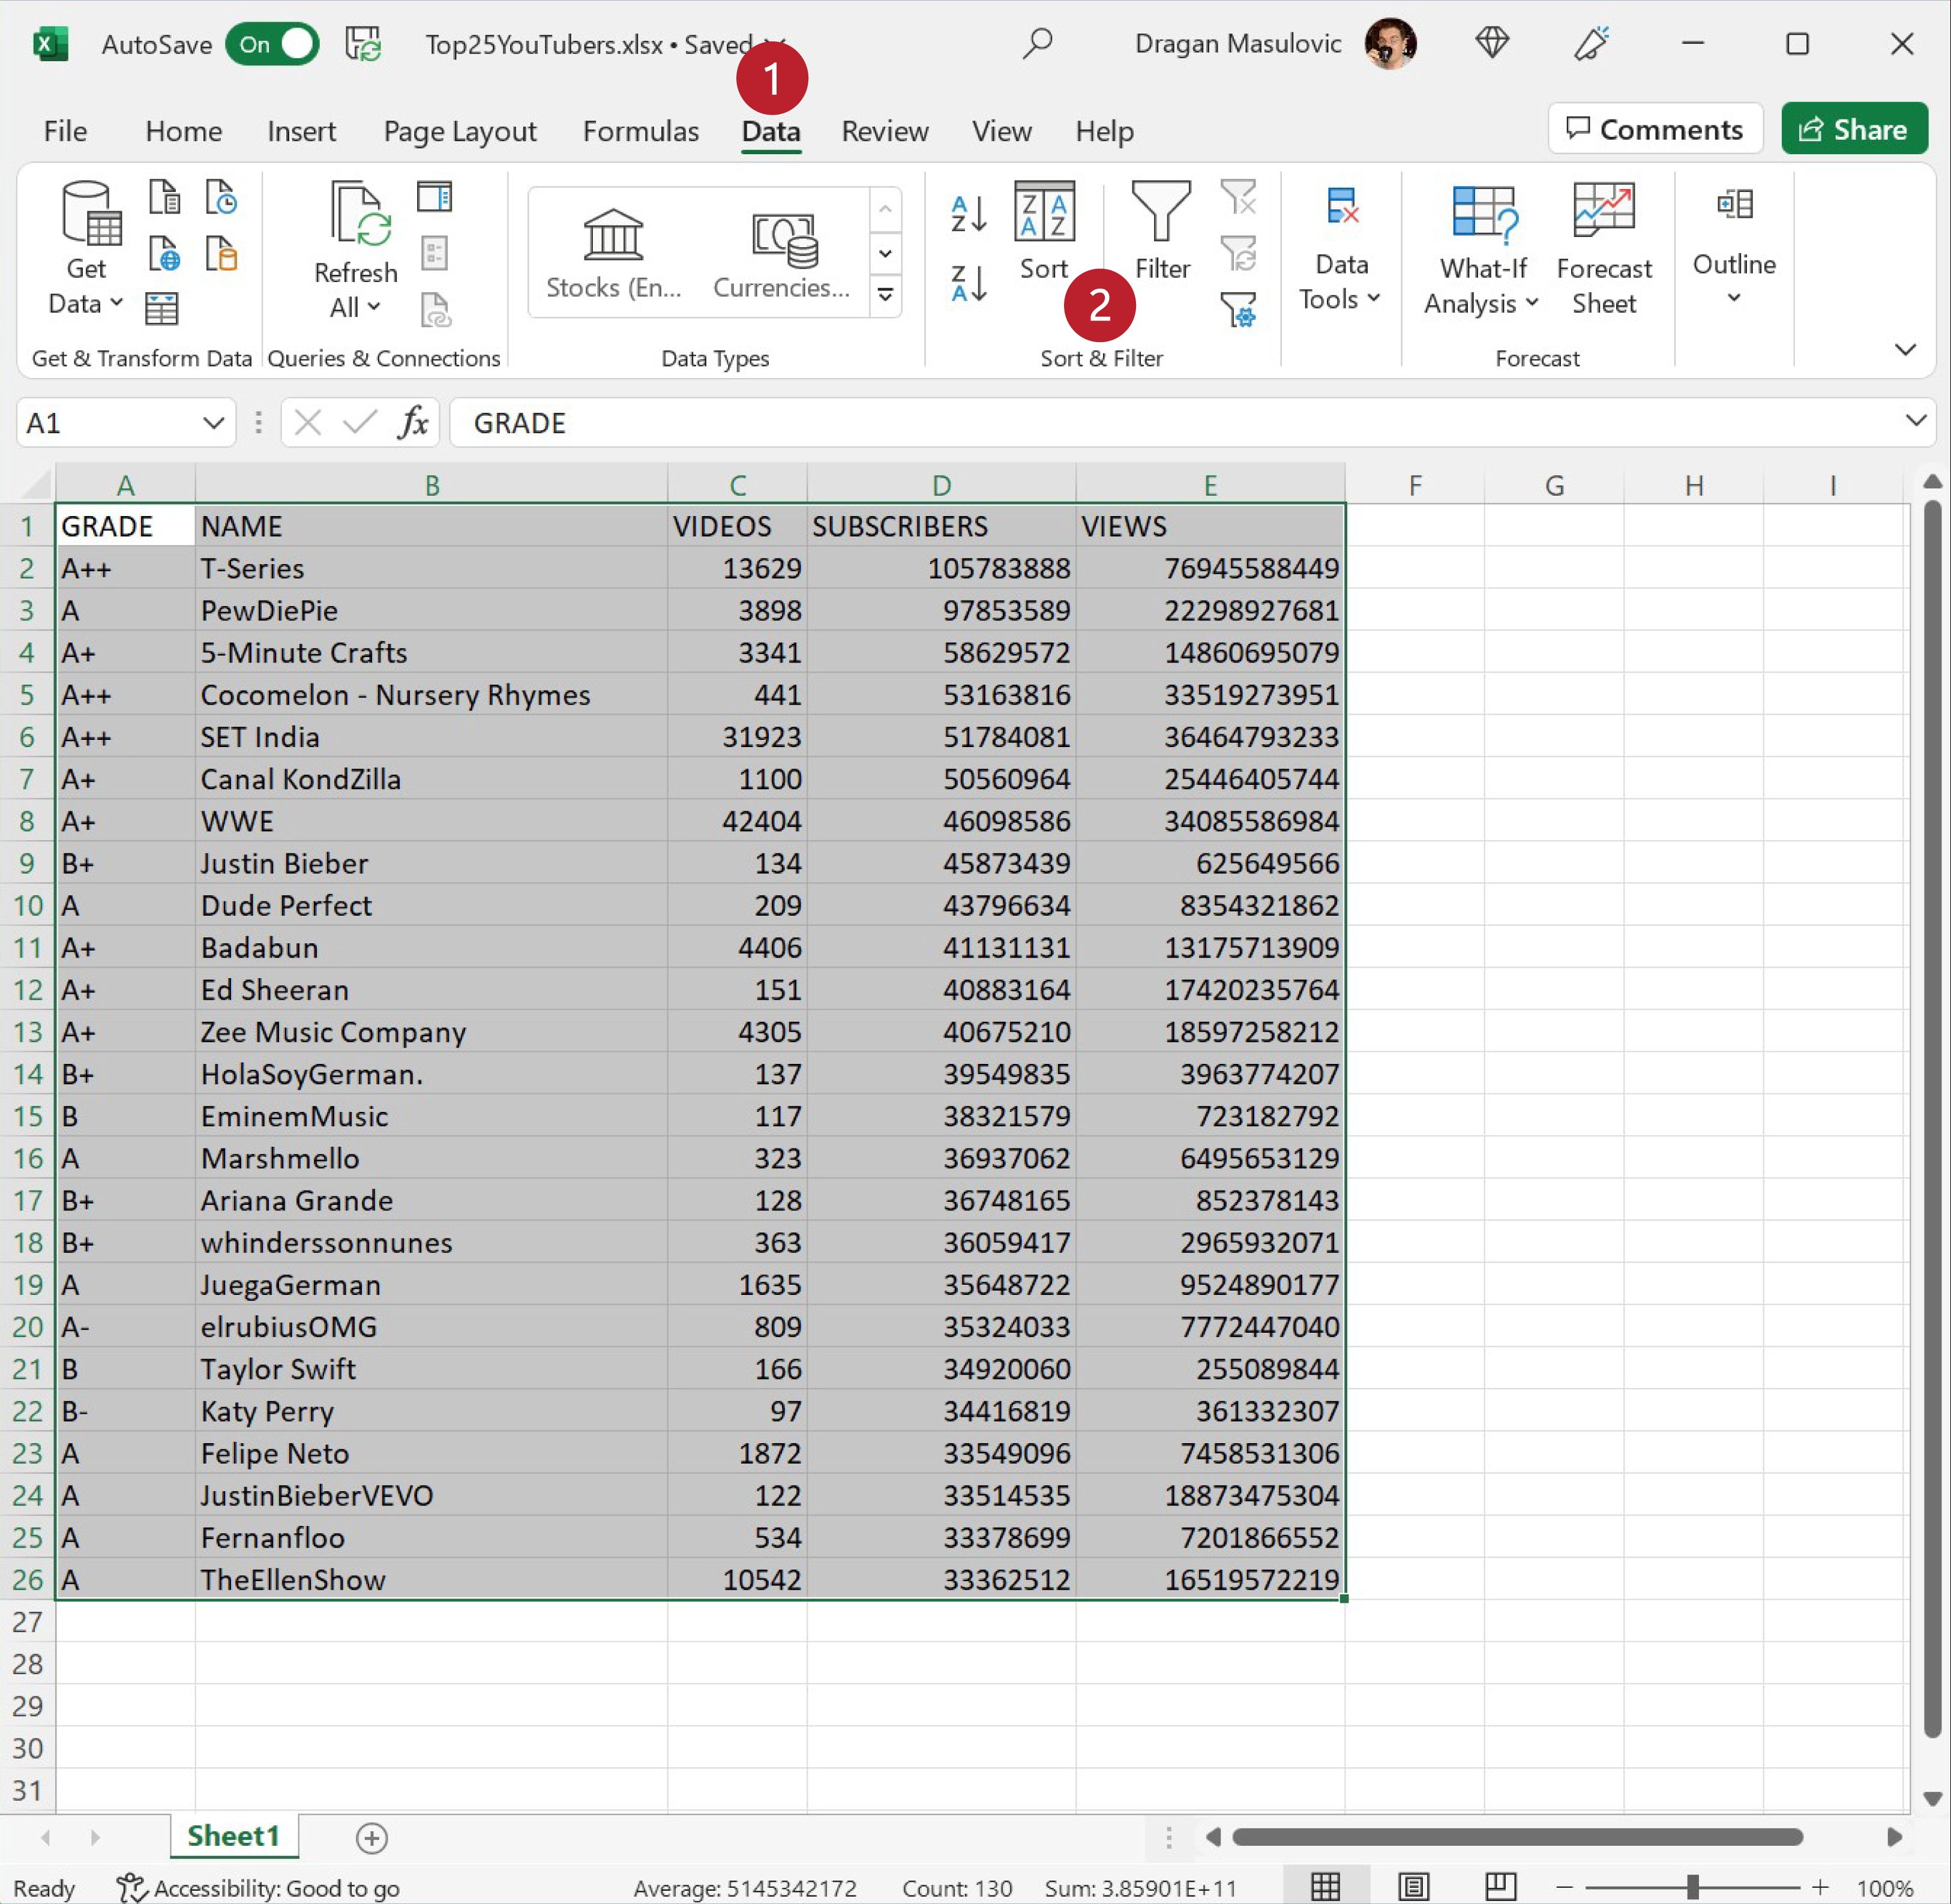 AutoSave On Top25YouTubers.xlsx • Saved Dragan Masulovic
1
File Home Insert Page Layout Formulas Data Review View Help Comments Share
Get Data Refresh All Stocks (En... Currencies... Sort Filter Data Tools What-If Analysis Forecast Sheet Outline
2
Get & Transform Data Queries & Connections Data Types Sort & Filter Forecast
A1 fx GRADE
A B C D E F G H I
1 GRADE NAME VIDEOS SUBSCRIBERS VIEWS
2 A++ T-Series 13629 105783888 76945588449
3 A PewDiePie 3898 97853589 22298927681
4 A+ 5-Minute Crafts 3341 58629572 14860695079
5 A++ Cocomelon - Nursery Rhymes 441 53163816 33519273951
6 A++ SET India 31923 51784081 36464793233
7 A+ Canal KondZilla 1100 50560964 25446405744
8 A+ WWE 42404 46098586 34085586984
9 B+ Justin Bieber 134 45873439 625649566
10 A Dude Perfect 209 43796634 8354321862
11 A+ Badabun 4406 41131131 13175713909
12 A+ Ed Sheeran 151 40883164 17420235764
13 A+ Zee Music Company 4305 40675210 18597258212
14 B+ HolaSoyGerman. 137 39549835 3963774207
15 B EminemMusic 117 38321579 723182792
16 A Marshmello 323 36937062 6495653129
17 B+ Ariana Grande 128 36748165 852378143
18 B+ whinderssonnunes 363 36059417 2965932071
19 A JuegaGerman 1635 35648722 9524890177
20 A- elrubiusOMG 809 35324033 7772447040
21 B Taylor Swift 166 34920060 255089844
22 B- Katy Perry 97 34416819 361332307
23 A Felipe Neto 1872 33549096 7458531306
24 A JustinBieberVEVO 122 33514535 18873475304
25 A Fernanfloo 534 33378699 7201866552
26 A TheEllenShow 10542 33362512 16519572219
27
28
29
30
31
Sheet1
Ready Accessibility: Good to go Average: 5145342172 Count: 130 Sum: 3.85901E+11 100%